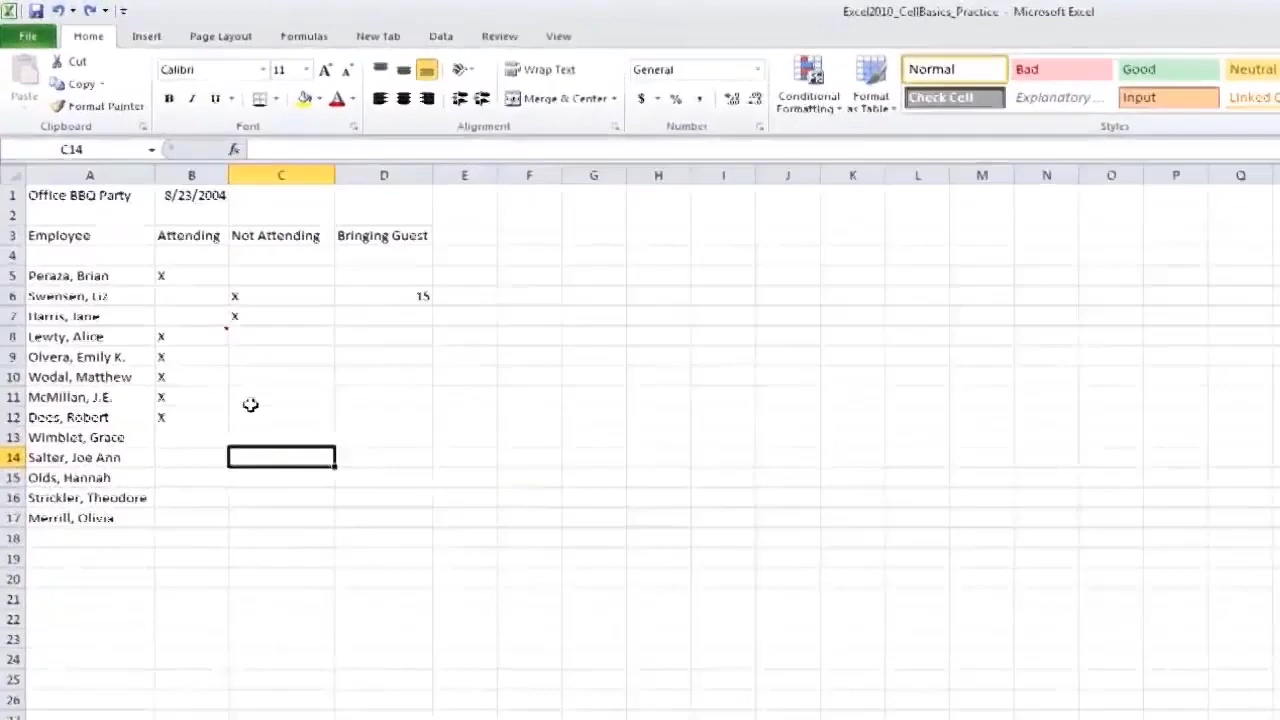 Excel2010_CellBasics_Practice - Microsoft Excel
File Home Insert Page Layout Formulas New Tab Data Review View
Paste
Cut
Copy
Format Painter
Clipboard
Calibri 11 A A
B I U A
Font
Wrap Text
Merge & Center
Alignment
General
$ % ,
Number
Conditional Formatting
Format as Table
Normal Bad Good Neutral
Check Cell Explanatory ... Input Linked C
Styles
C14 fx
A B C D E F G H I J K L M N O P Q
1 Office BBQ Party 8/23/2004
2
3 Employee Attending Not Attending Bringing Guest
4
5 Peraza, Brian X
6 Swensen, Liz X 15
7 Harris, Jane X
8 Lewty, Alice X
9 Olvera, Emily K. X
10 Wodal, Matthew X
11 McMillan, J.E. X
12 Dees, Robert X
13 Wimblet, Grace
14 Salter, Joe Ann
15 Olds, Hannah
16 Strickler, Theodore
17 Merrill, Olivia
18
19
20
21
22
23
24
25
26